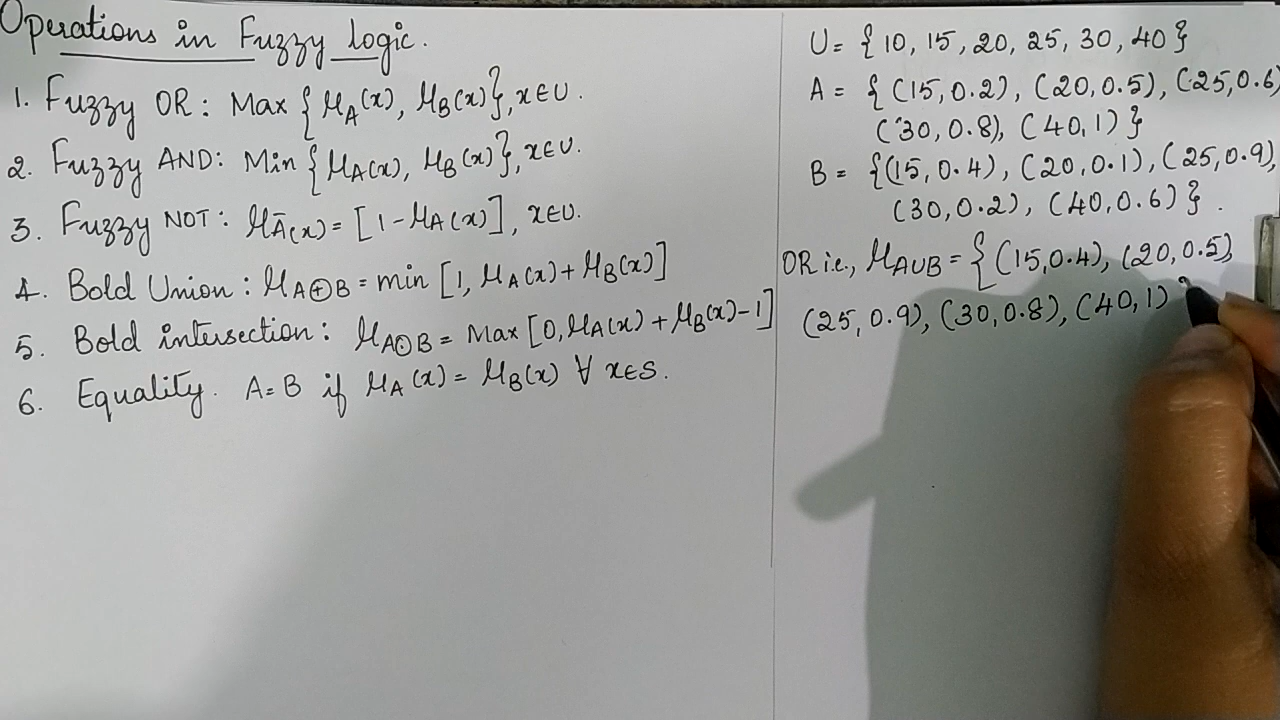 Operations in Fuzzy logic.
1. Fuzzy OR: Max { μA(x), μB(x)}, x∈U.
2. Fuzzy AND: Min { μA(x), μB(x)}, x∈U.
3. Fuzzy NOT: μĀ(x) = [1-μA(x)], x∈U.
4. Bold Union: μA⊕B = min [1, μA(x)+μB(x)]
5. Bold intersection: μA⊙B = Max [0, μA(x)+μB(x)-1]
6. Equality. A=B if μA(x) = μB(x) ∀ x∈S.
U = { 10, 15, 20, 25, 30, 40 }
A = { (15, 0.2), (20, 0.5), (25, 0.6)
(30, 0.8), (40, 1) }
B = {(15, 0.4), (20, 0.1), (25, 0.9),
(30, 0.2), (40, 0.6) }.
OR i.e., μAUB = { (15, 0.4), (20, 0.5),
(25, 0.9), (30, 0.8), (40, 1)